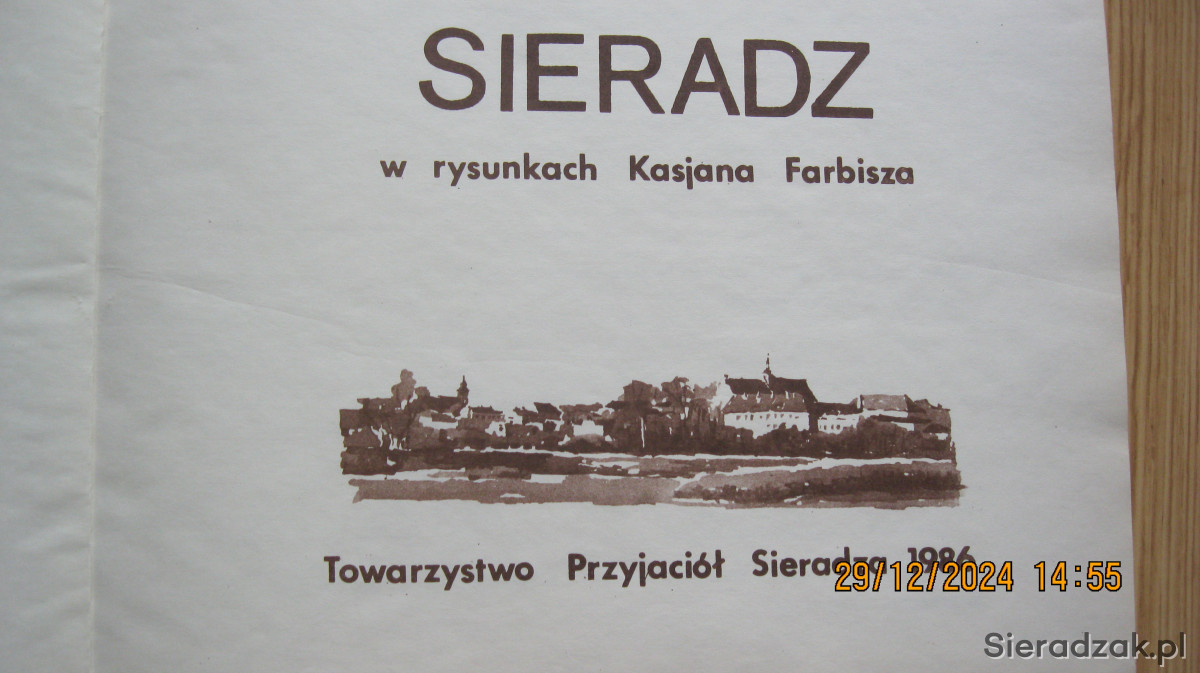 SIERADZ
w rysunkach Kasjana Farbisza
Towarzystwo Przyjaciół Sieradza 1986
29/12/2024 14:55
Sieradzak.pl